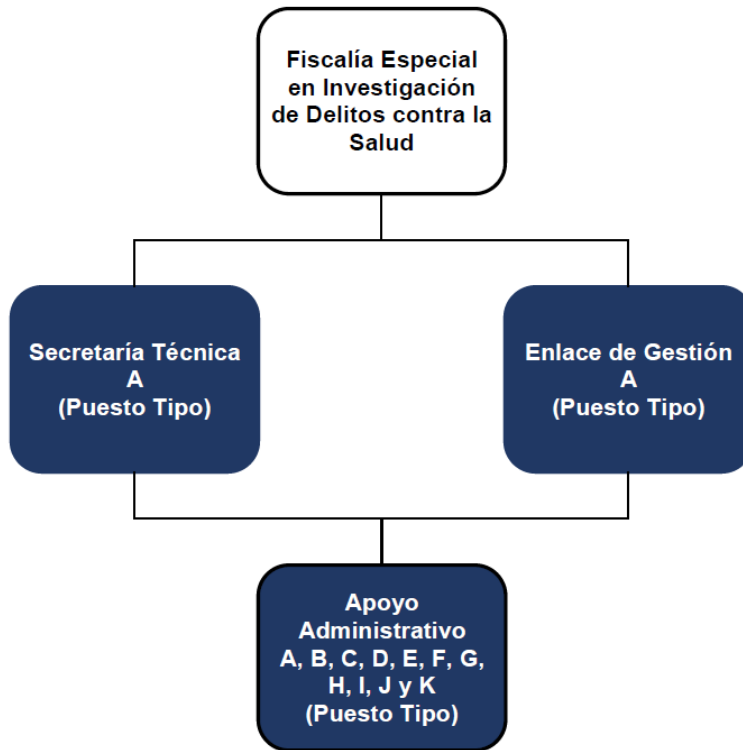 Fiscalía Especial
en Investigación
de Delitos contra la
Salud
Secretaría Técnica
A
(Puesto Tipo)
Enlace de Gestión
A
(Puesto Tipo)
Apoyo
Administrativo
A, B, C, D, E, F, G,
H, I, J y K
(Puesto Tipo)